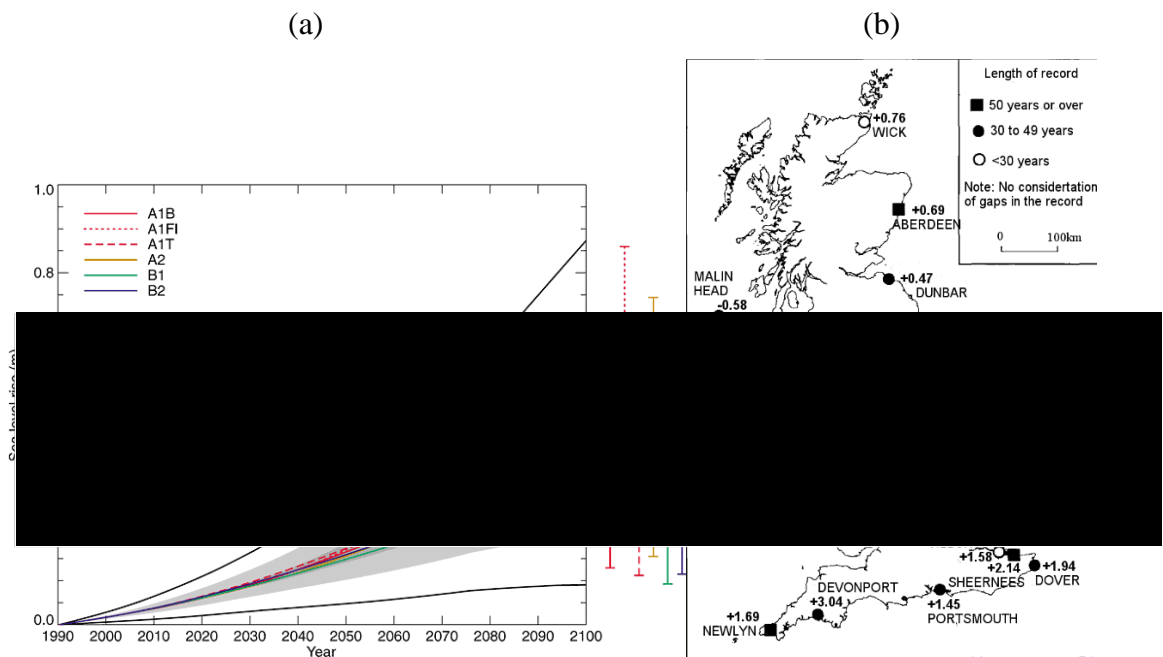 (a)
(b)
1.0
0.8
0.0
A1B
A1FI
A1T
A2
B1
B2
1990 2000 2010 2020 2030 2040 2050 2060 2070 2080 2090 2100
Year
Length of record
50 years or over
30 to 49 years
<30 years
Note: No considertation
of gaps in the record
0 100km
+0.76
WICK
+0.69
ABERDEEN
+0.47
DUNBAR
MALIN
HEAD
-0.58
+1.58
+2.14
SHEERNEES
+1.94
DOVER
DEVONPORT
+3.04
+1.45
PORTSMOUTH
+1.69
NEWLYN